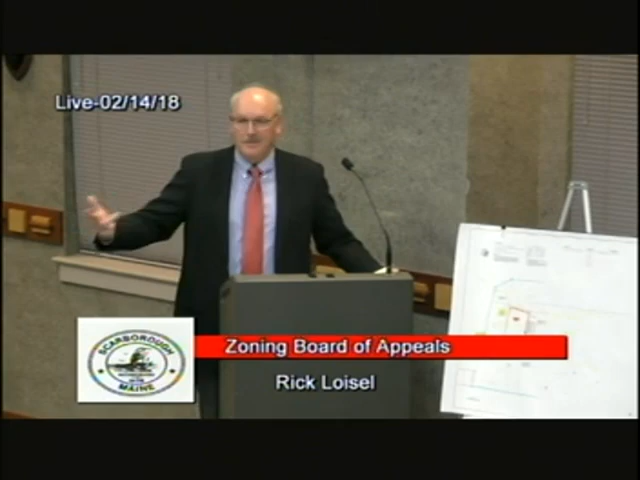 Live-02/14/18
SCARBOROUGH
MAINE
Zoning Board of Appeals
Rick Loisel